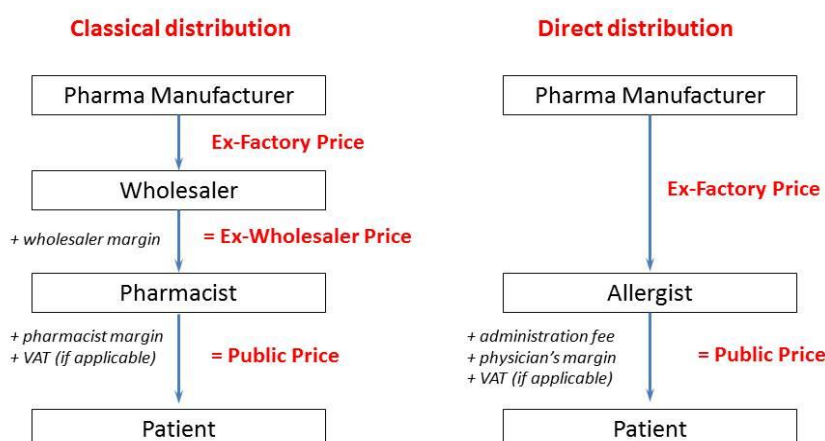 Classical distribution
Pharma Manufacturer
Ex-Factory Price
Wholesaler
+ wholesaler margin
= Ex-Wholesaler Price
Pharmacist
+ pharmacist margin
+ VAT (if applicable)
= Public Price
Patient
Direct distribution
Pharma Manufacturer
Ex-Factory Price
Allergist
+ administration fee
+ physician's margin
+ VAT (if applicable)
= Public Price
Patient